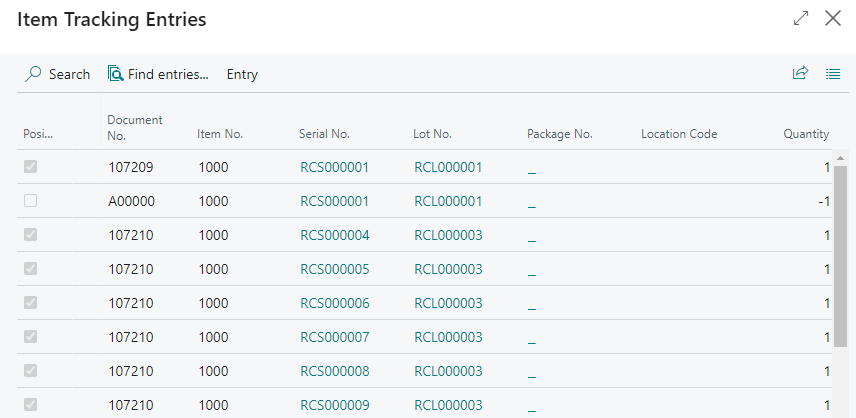 Item Tracking Entries
Search Find entries... Entry
Posi... Document No. Item No. Serial No. Lot No. Package No. Location Code Quantity
107209 1000 RCS000001 RCL000001 _ 1
A00000 1000 RCS000001 RCL000001 _ -1
107210 1000 RCS000004 RCL000003 _ 1
107210 1000 RCS000005 RCL000003 _ 1
107210 1000 RCS000006 RCL000003 _ 1
107210 1000 RCS000007 RCL000003 _ 1
107210 1000 RCS000008 RCL000003 _ 1
107210 1000 RCS000009 RCL000003 _ 1